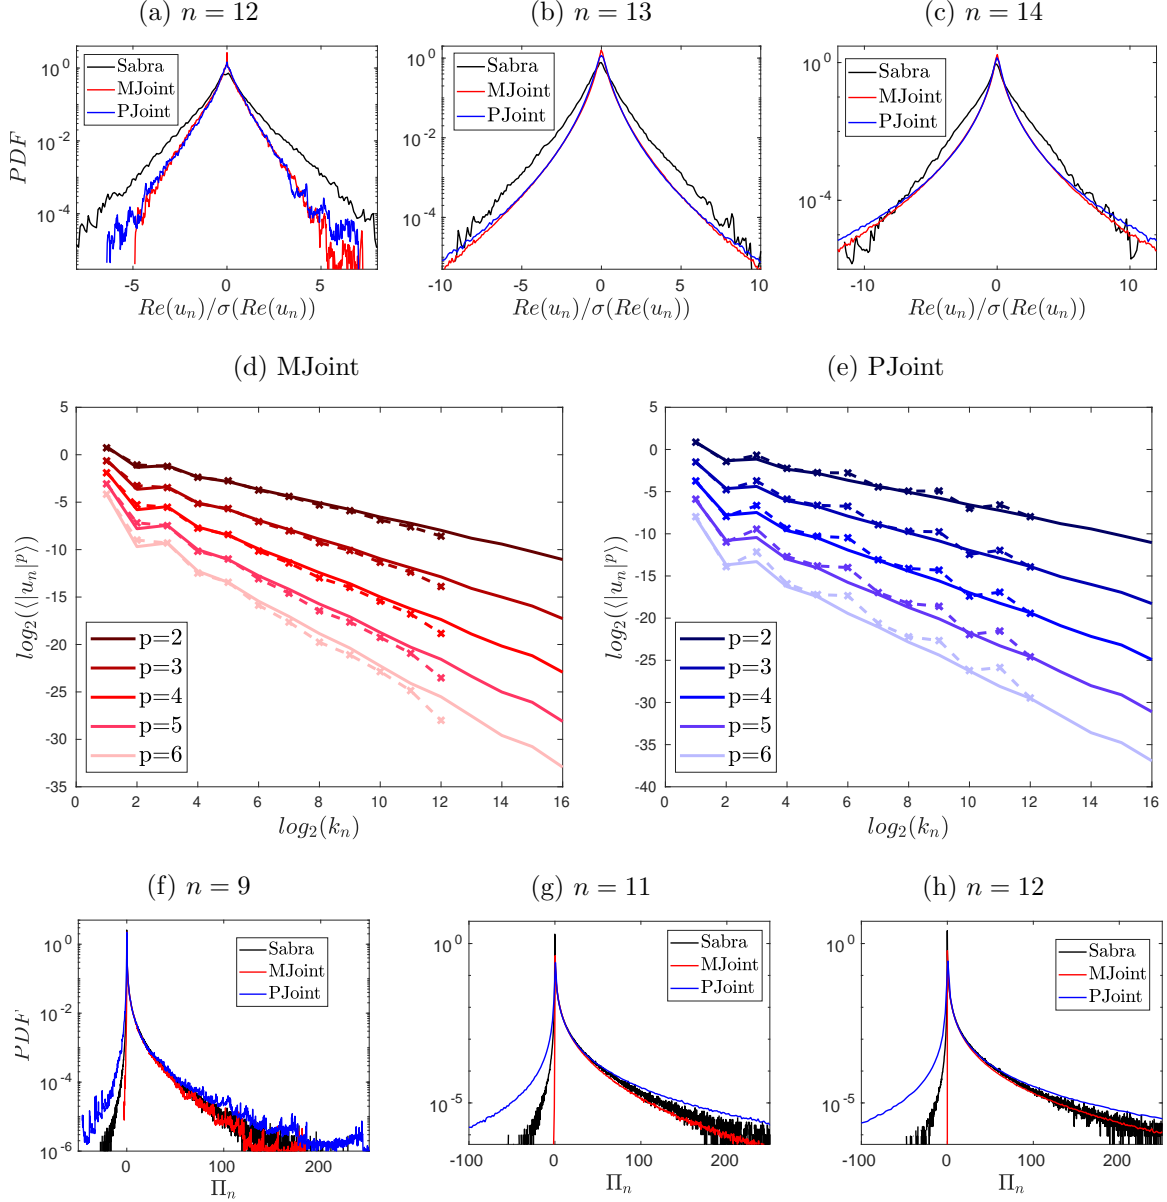 (a) n = 12
(b) n = 13
(c) n = 14
PDF
10^0
10^-2
10^-4
Sabra
MJoint
PJoint
-5 0 5
Re(u_n)/σ(Re(u_n))
10^0
10^-2
10^-4
Sabra
MJoint
PJoint
-10 -5 0 5 10
Re(u_n)/σ(Re(u_n))
10^0
10^-2
10^-4
Sabra
MJoint
PJoint
-10 0 10
Re(u_n)/σ(Re(u_n))
(d) MJoint
(e) PJoint
log_2(⟨|u_n|^p⟩)
5
0
-5
-10
-15
-20
-25
-30
-35
p=2
p=3
p=4
p=5
p=6
0 2 4 6 8 10 12 14 16
log_2(k_n)
log_2(⟨|u_n|^p⟩)
5
0
-5
-10
-15
-20
-25
-30
-35
-40
p=2
p=3
p=4
p=5
p=6
0 2 4 6 8 10 12 14 16
log_2(k_n)
(f) n = 9
(g) n = 11
(h) n = 12
PDF
10^0
10^-2
10^-4
10^-6
Sabra
MJoint
PJoint
0 100 200
Π_n
10^0
10^-5
Sabra
MJoint
PJoint
-100 0 100 200
Π_n
10^0
10^-5
Sabra
MJoint
PJoint
-100 0 100 200
Π_n